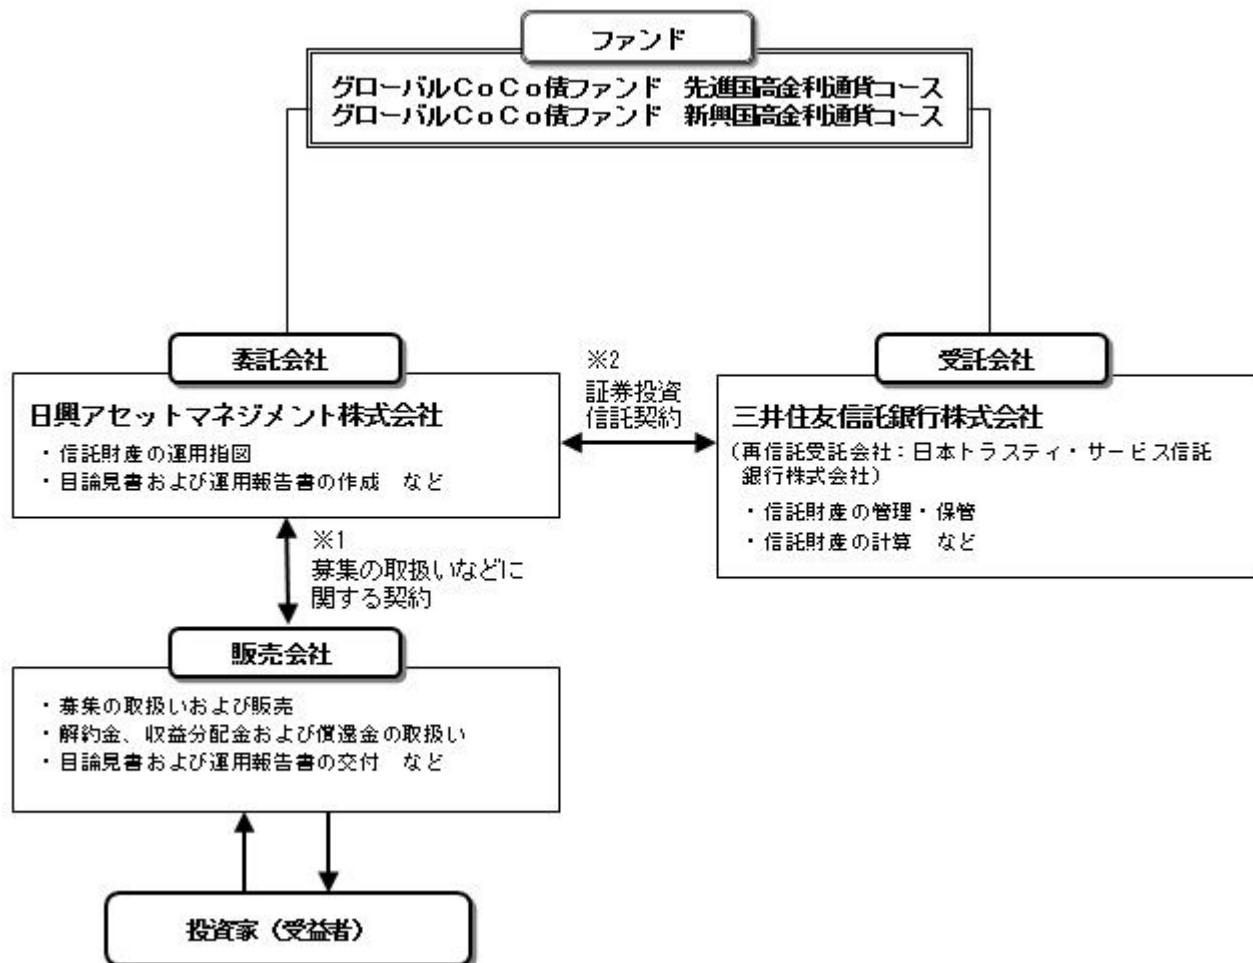 ファンド
グローバルCoCo債ファンド　先進国高金利通貨コース
グローバルCoCo債ファンド　新興国高金利通貨コース
委託会社
日興アセットマネジメント株式会社
・信託財産の運用指図
・目論見書および運用報告書の作成　など
※2
証券投資
信託契約
受託会社
三井住友信託銀行株式会社
（再信託受託会社：日本トラスティ・サービス信託
銀行株式会社）
・信託財産の管理・保管
・信託財産の計算　など
※1
募集の取扱いなどに
関する契約
販売会社
・募集の取扱いおよび販売
・解約金、収益分配金および償還金の取扱い
・目論見書および運用報告書の交付　など
投資家（受益者）